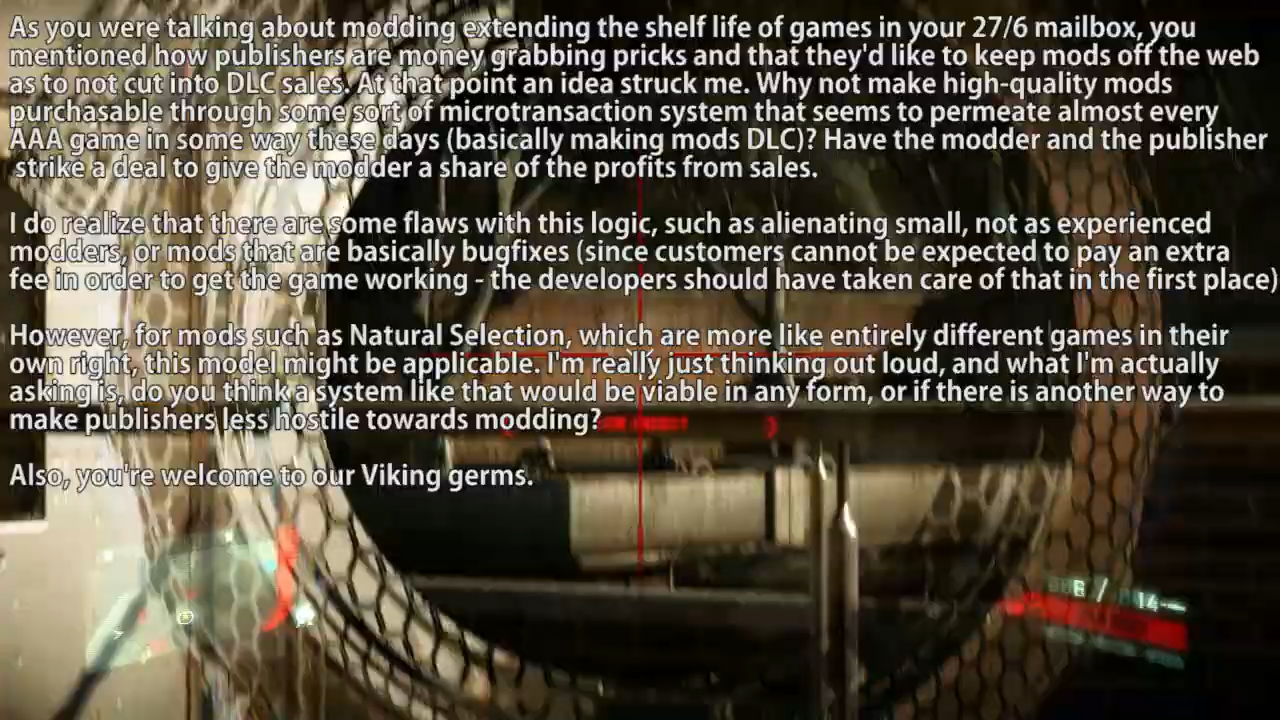 As you were talking about modding extending the shelf life of games in your 27/6 mailbox, you
mentioned how publishers are money grabbing pricks and that they'd like to keep mods off the web
as to not cut into DLC sales. At that point an idea struck me. Why not make high-quality mods
purchasable through some sort of microtransaction system that seems to permeate almost every
AAA game in some way these days (basically making mods DLC)? Have the modder and the publisher
strike a deal to give the modder a share of the profits from sales.
I do realize that there are some flaws with this logic, such as alienating small, not as experienced
modders, or mods that are basically bugfixes (since customers cannot be expected to pay an extra
fee in order to get the game working - the developers should have taken care of that in the first place)
However, for mods such as Natural Selection, which are more like entirely different games in their
own right, this model might be applicable. I'm really just thinking out loud, and what I'm actually
asking is, do you think a system like that would be viable in any form, or if there is another way to
make publishers less hostile towards modding?
Also, you're welcome to our Viking germs.
6 / 14